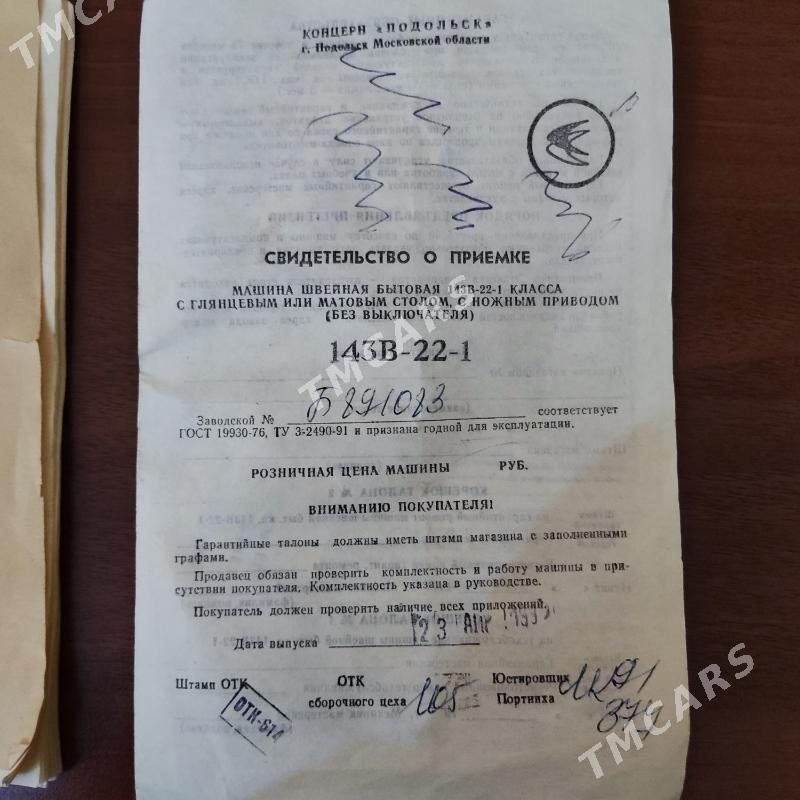 КОНЦЕРН «ПОДОЛЬСК»
г. Подольск Московской области
СВИДЕТЕЛЬСТВО О ПРИЕМКЕ
МАШИНА ШВЕЙНАЯ БЫТОВАЯ 143В-22-1 КЛАССА
С ГЛЯНЦЕВЫМ ИЛИ МАТОВЫМ СТОЛОМ, С НОЖНЫМ ПРИВОДОМ
(БЕЗ ВЫКЛЮЧАТЕЛЯ)
143В-22-1
Заводской № Б891083 соответствует
ГОСТ 19930-76, ТУ 3-2490-91 и признана годной для эксплуатации.
РОЗНИЧНАЯ ЦЕНА МАШИНЫ РУБ.
ВНИМАНИЮ ПОКУПАТЕЛЯ!
Гарантийные талоны должны иметь штамп магазина с заполненными
графами.
Продавец обязан проверить комплектность и работу машины в при-
сутствии покупателя. Комплектность указана в руководстве.
Покупатель должен проверить наличие всех приложений.
Дата выпуска 23 АПР
Штамп ОТК ОТК Юстировщик
сборочного цеха 105 Портниха
ОТК-614
TMCARS
TMCARS
TMCARS